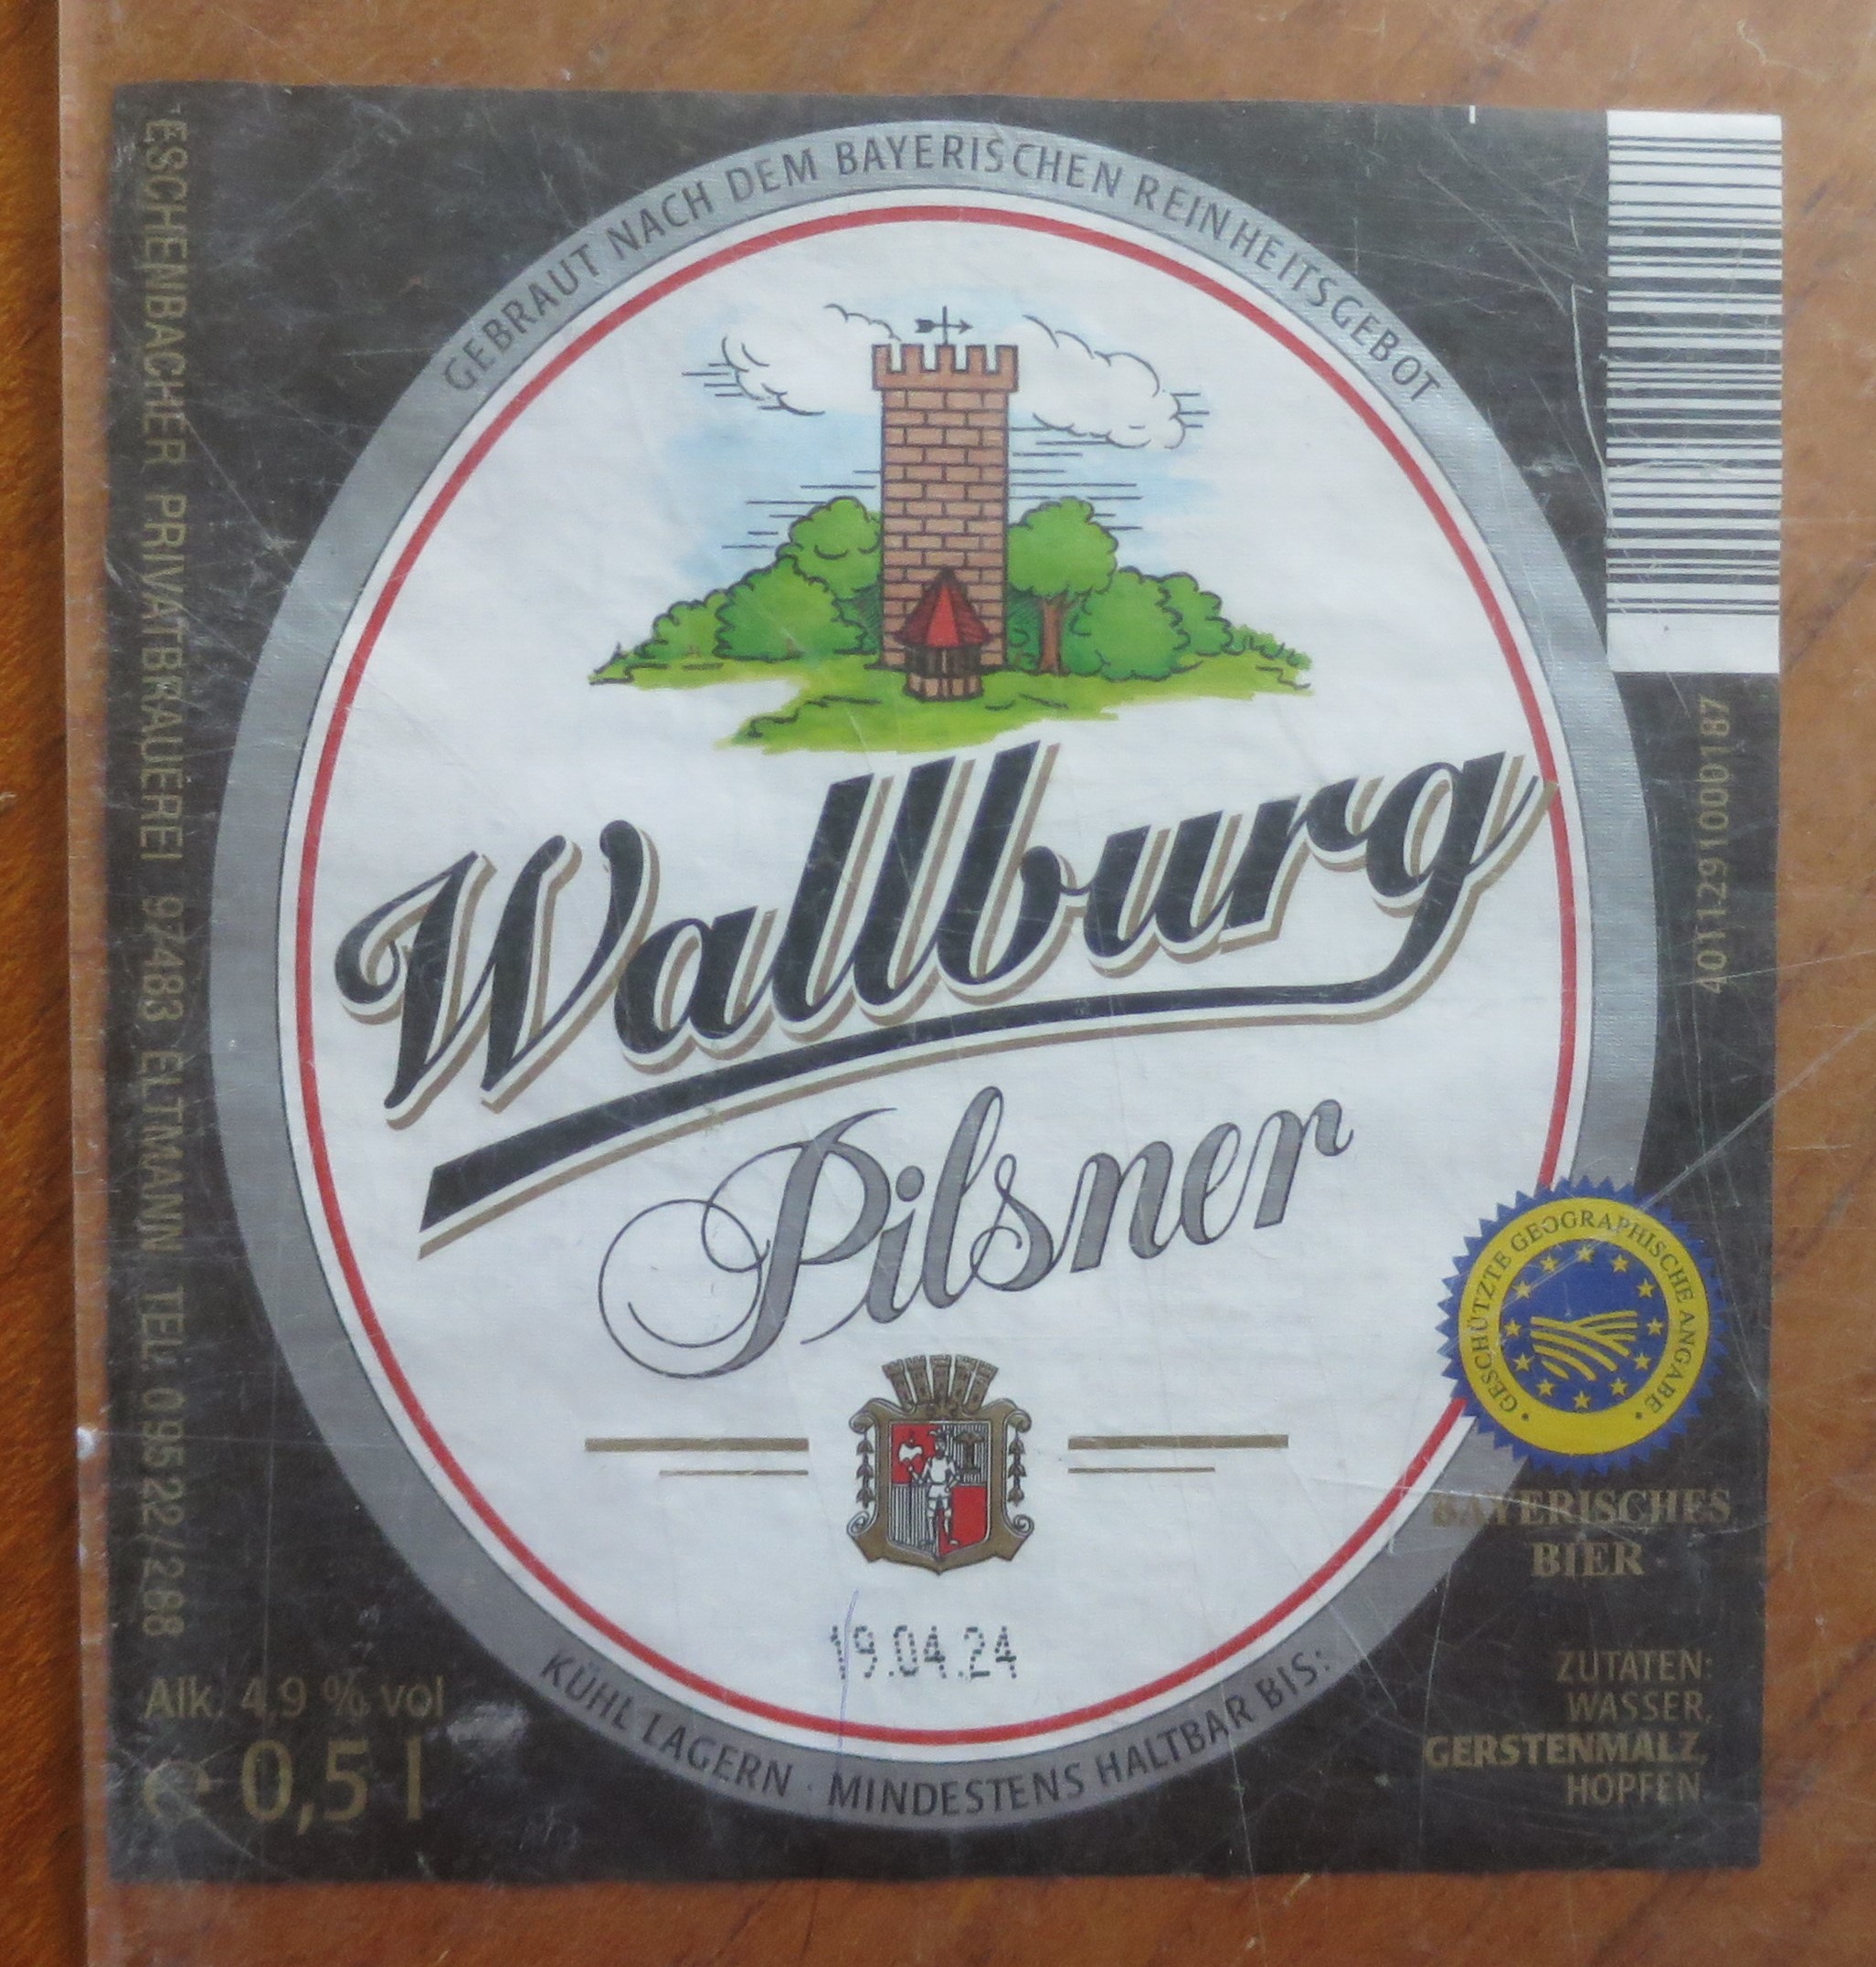 GEBRAUT NACH DEM BAYERISCHEN REINHEITSGEBOT
Wallburg
Pilsner
19.04.24
KÜHL LAGERN · MINDESTENS HALTBAR BIS:
ESCHENBACHER PRIVATBRAUEREI 97483 ELTMANN TEL. 09522/288
Alk. 4,9 % vol
℮ 0,5 l
4011291000187
· GESCHÜTZTE GEOGRAPHISCHE ANGABE ·
BAYERISCHES
BIER
ZUTATEN:
WASSER,
GERSTENMALZ,
HOPFEN.